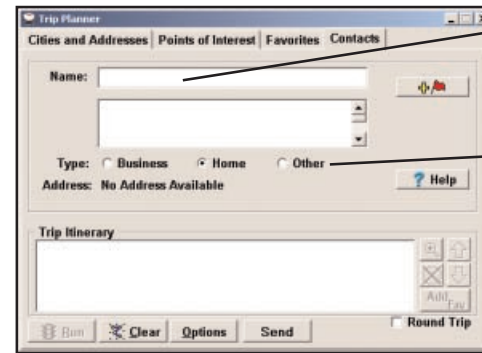 Trip Planner
Cities and Addresses Points of Interest Favorites Contacts
Name:
Type: Business Home Other
Address: No Address Available
? Help
Trip Itinerary
Add Fav
Round Trip
Run Clear Options Send